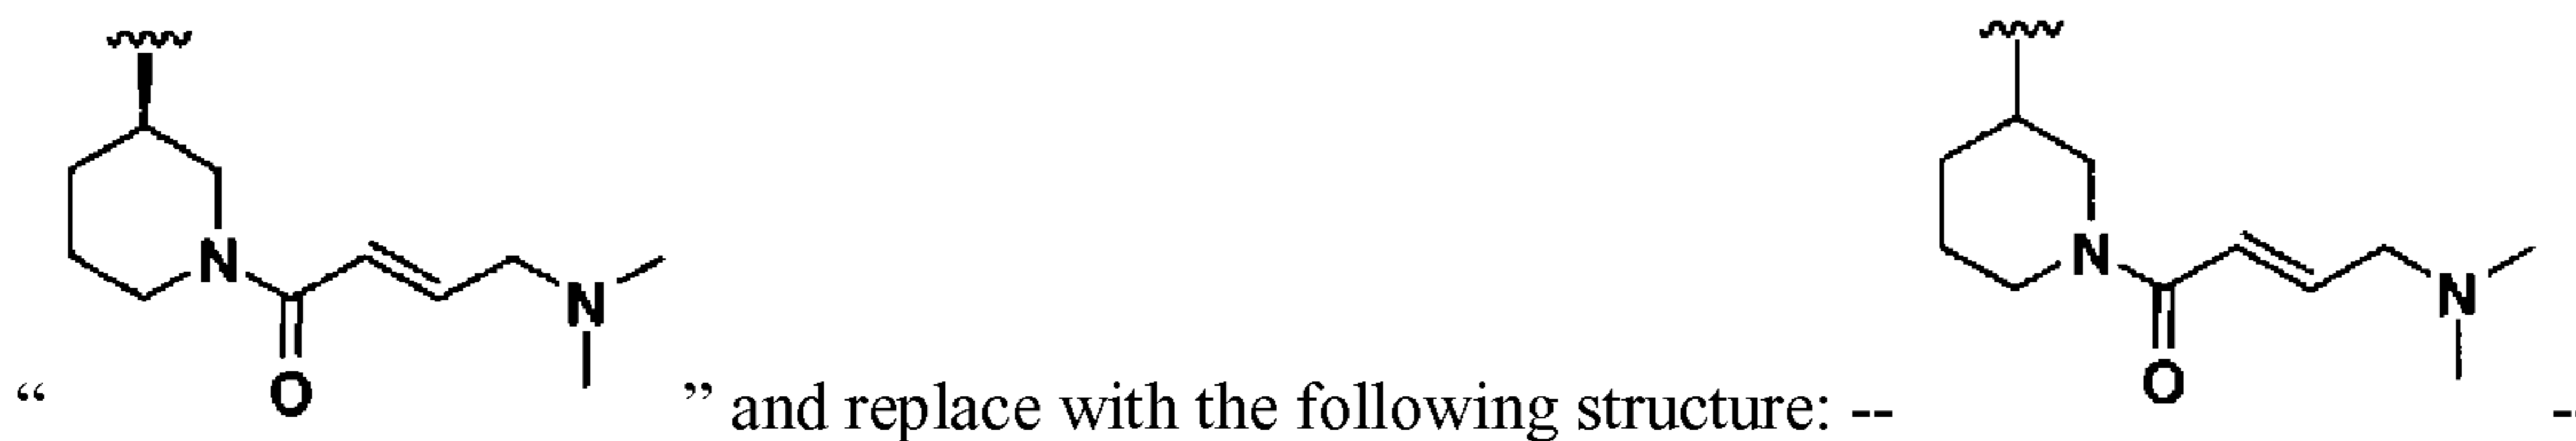 N N
N N
O O
“ ” and replace with the following structure: -- --